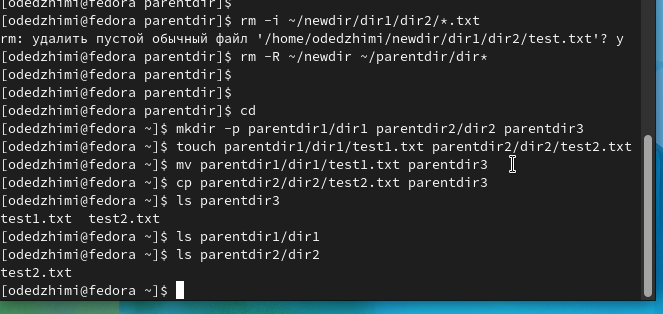 [odedzhimi@fedora parentdir]$
[odedzhimi@fedora parentdir]$ rm -i ~/newdir/dir1/dir2/*.txt
rm: удалить пустой обычный файл '/home/odedzhimi/newdir/dir1/dir2/test.txt'? y
[odedzhimi@fedora parentdir]$ rm -R ~/newdir ~/parentdir/dir*
[odedzhimi@fedora parentdir]$
[odedzhimi@fedora parentdir]$
[odedzhimi@fedora parentdir]$ cd
[odedzhimi@fedora ~]$ mkdir -p parentdir1/dir1 parentdir2/dir2 parentdir3
[odedzhimi@fedora ~]$ touch parentdir1/dir1/test1.txt parentdir2/dir2/test2.txt
[odedzhimi@fedora ~]$ mv parentdir1/dir1/test1.txt parentdir3
[odedzhimi@fedora ~]$ cp parentdir2/dir2/test2.txt parentdir3
[odedzhimi@fedora ~]$ ls parentdir3
test1.txt  test2.txt
[odedzhimi@fedora ~]$ ls parentdir1/dir1
[odedzhimi@fedora ~]$ ls parentdir2/dir2
test2.txt
[odedzhimi@fedora ~]$